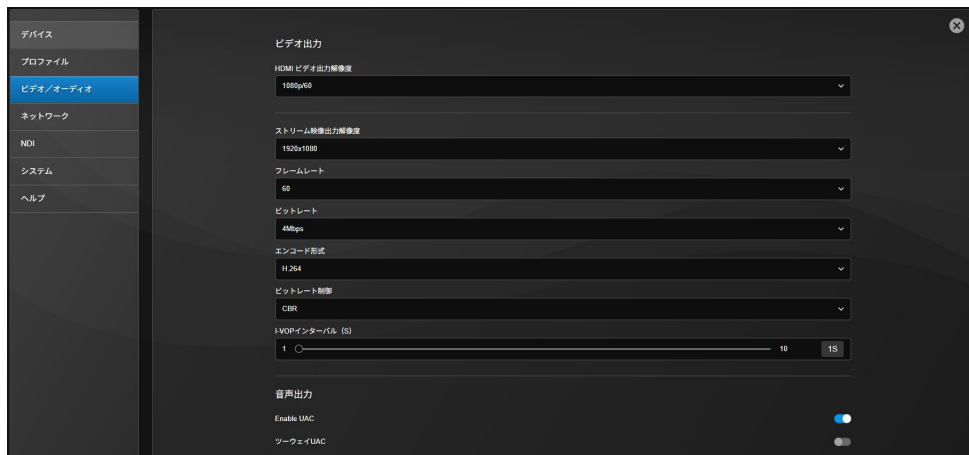 デバイス
プロファイル
ビデオ／オーディオ
ネットワーク
NDI
システム
ヘルプ
ビデオ出力
HDMI ビデオ出力解像度
1080p/60
ストリーム映像出力解像度
1920x1080
フレームレート
60
ビットレート
4Mbps
エンコード形式
H.264
ビットレート制御
CBR
I-VOPインターバル（S）
1 10 1S
音声出力
Enable UAC
ツーウェイUAC